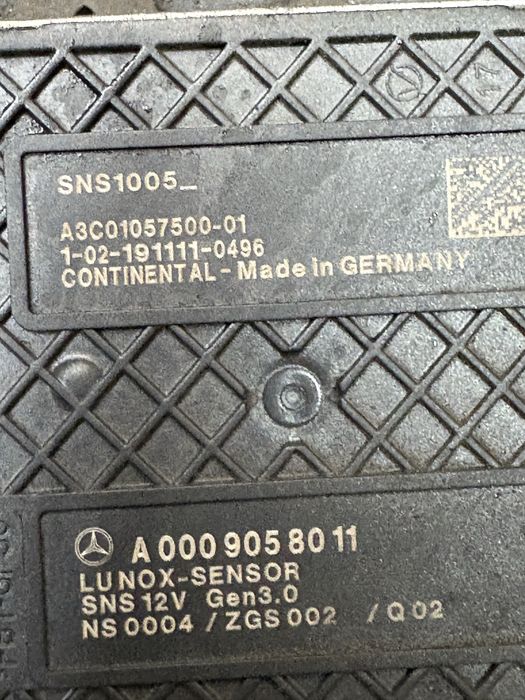 17
SNS1005_
A3C01057500-01
1-02-191111-0496
CONTINENTAL - Made in GERMANY
A 000 905 80 11
LUNOX-SENSOR
SNS 12V Gen3.0
NS 0004 / ZGS 002 / Q 02